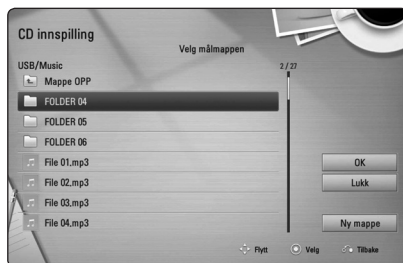 CD innspilling
Velg målmappen
USB/Music
2 / 27
Mappe OPP
FOLDER 04
FOLDER 05
FOLDER 06
File 01.mp3
File 02.mp3
File 03.mp3
File 04.mp3
OK
Lukk
Ny mappe
Flytt
Velg
Tilbake